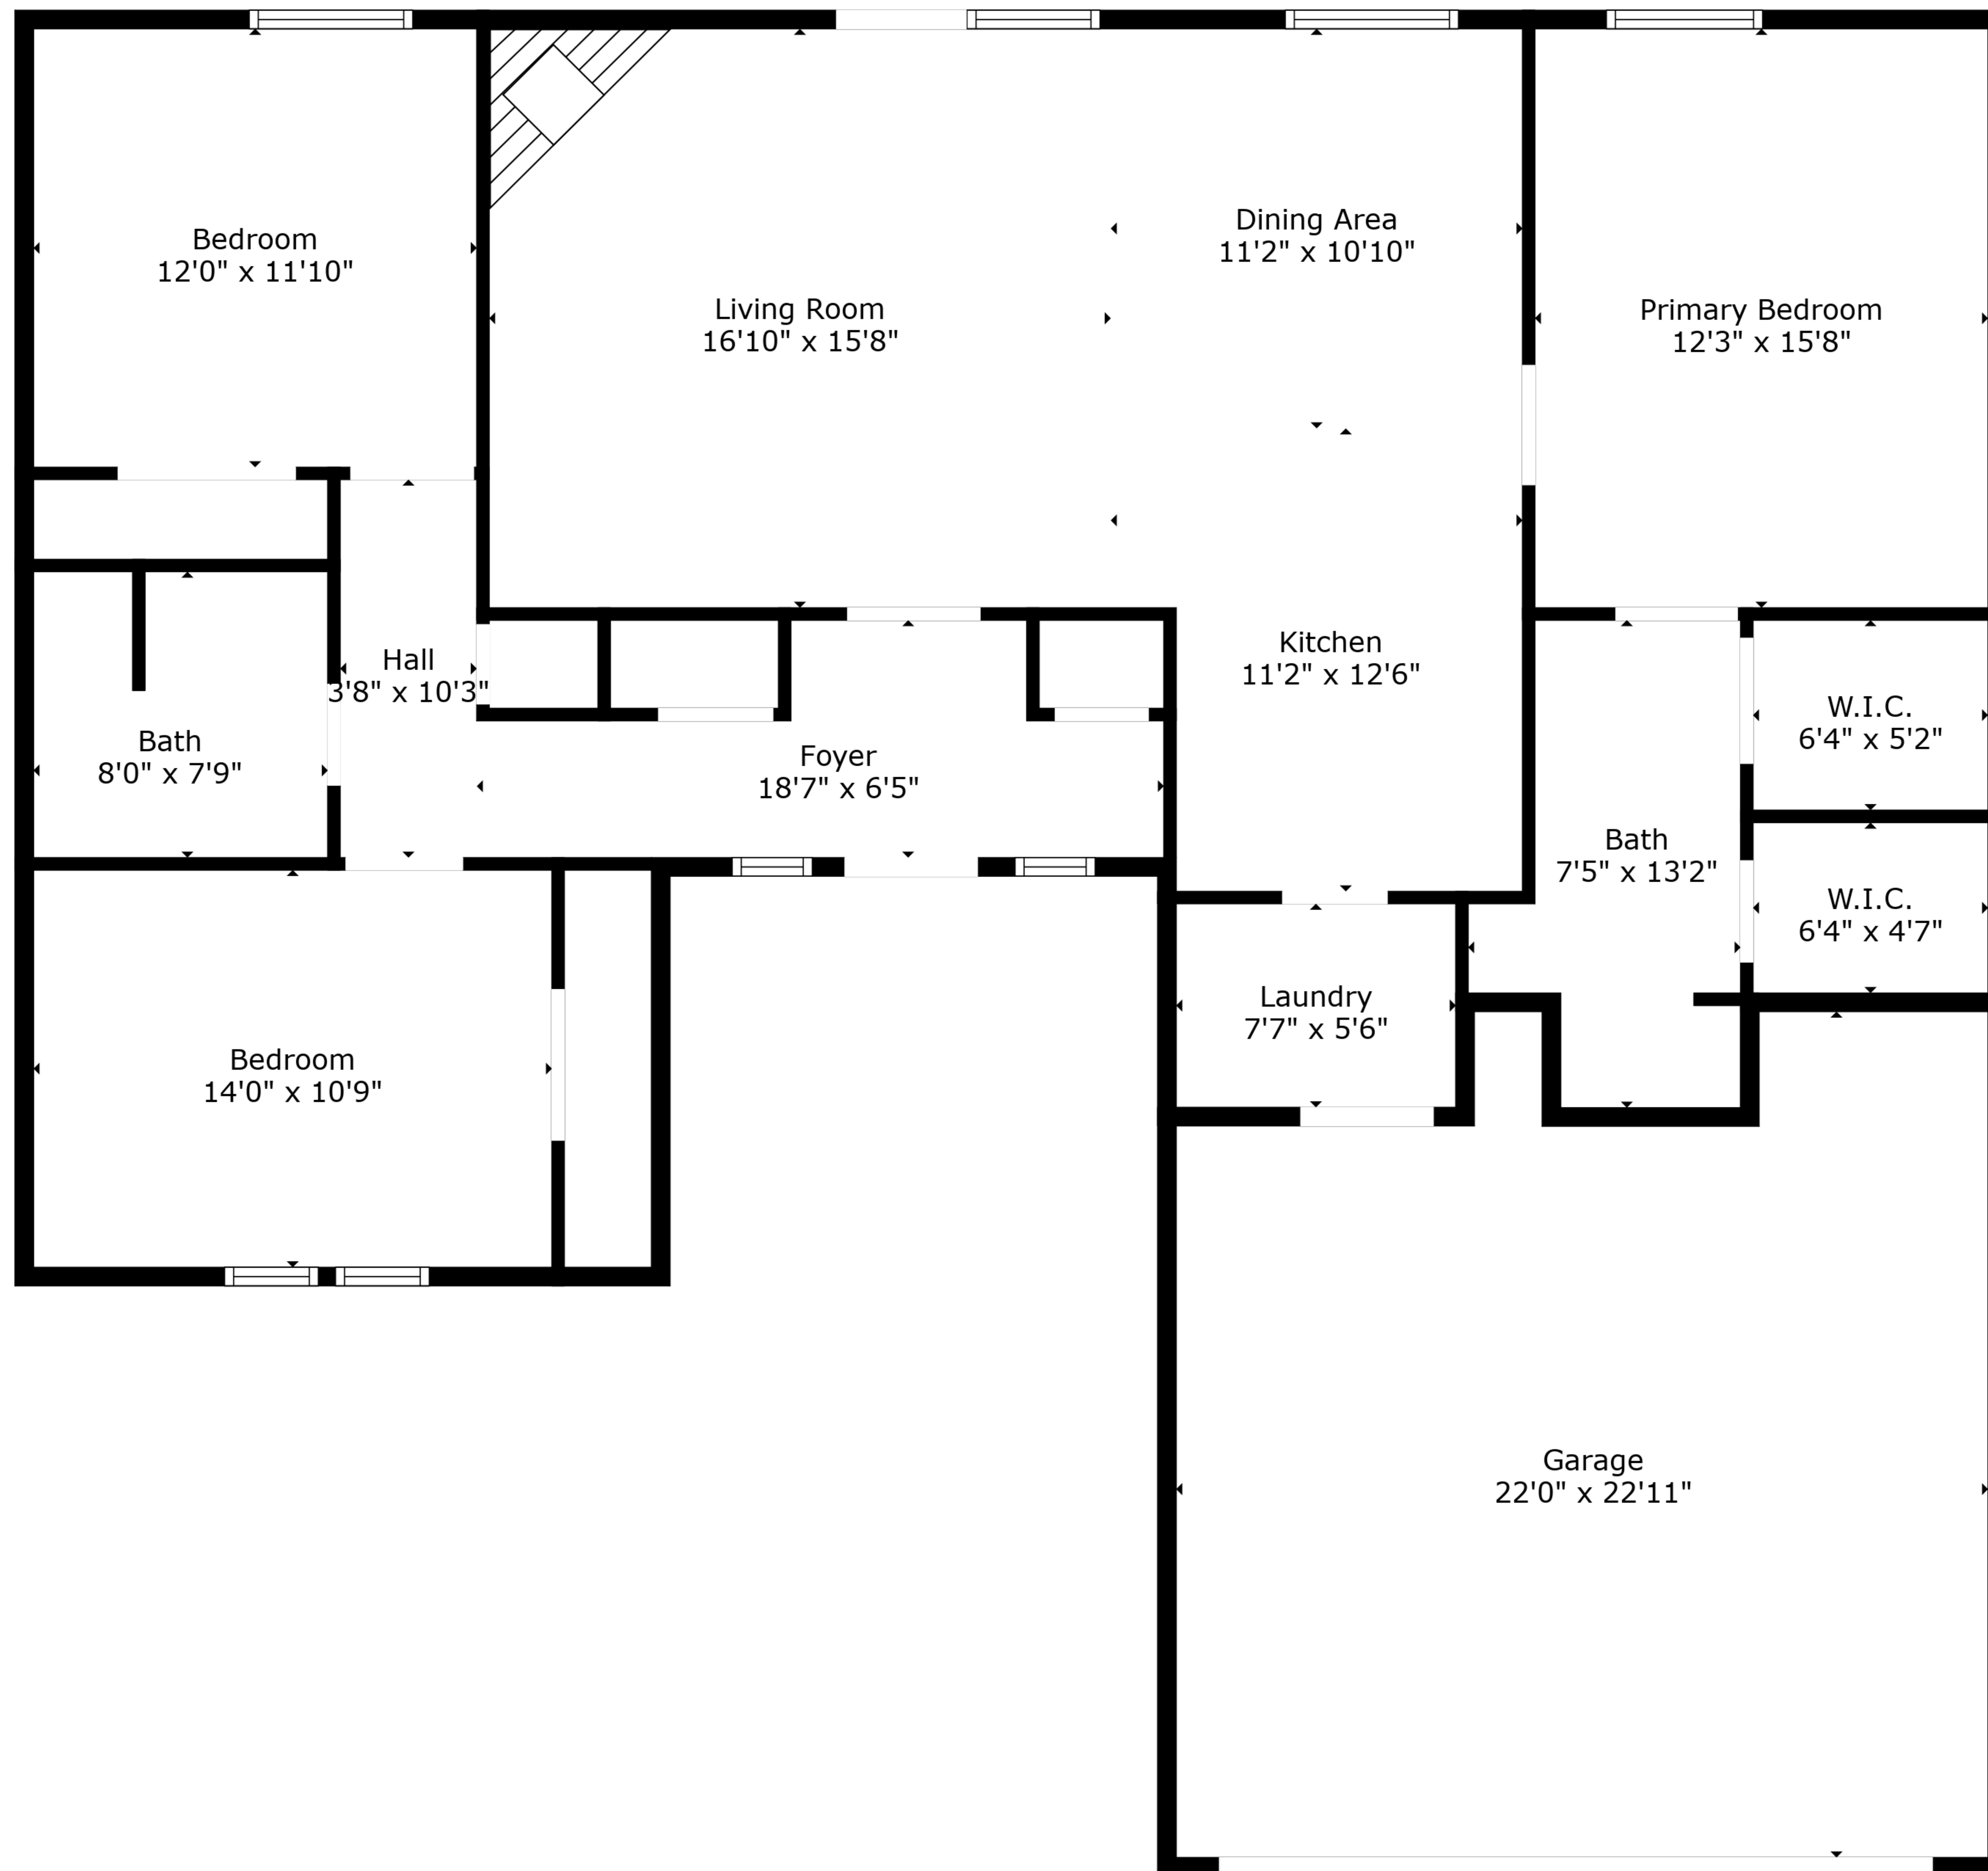 Dining Area
11'2" x 10'10"
Bedroom
12'0" x 11'10"
Living Room
16'10" x 15'8"
Primary Bedroom
12'3" x 15'8"
Kitchen
11'2" x 12'6"
Hall
3'8" x 10'3"
W.I.C.
6'4" x 5'2"
Bath
8'0" x 7'9"
Foyer
18'7" x 6'5"
Bath
7'5" x 13'2"
W.I.C.
6'4" x 4'7"
Laundry
7'7" x 5'6"
Bedroom
14'0" x 10'9"
Garage
22'0" x 22'11"